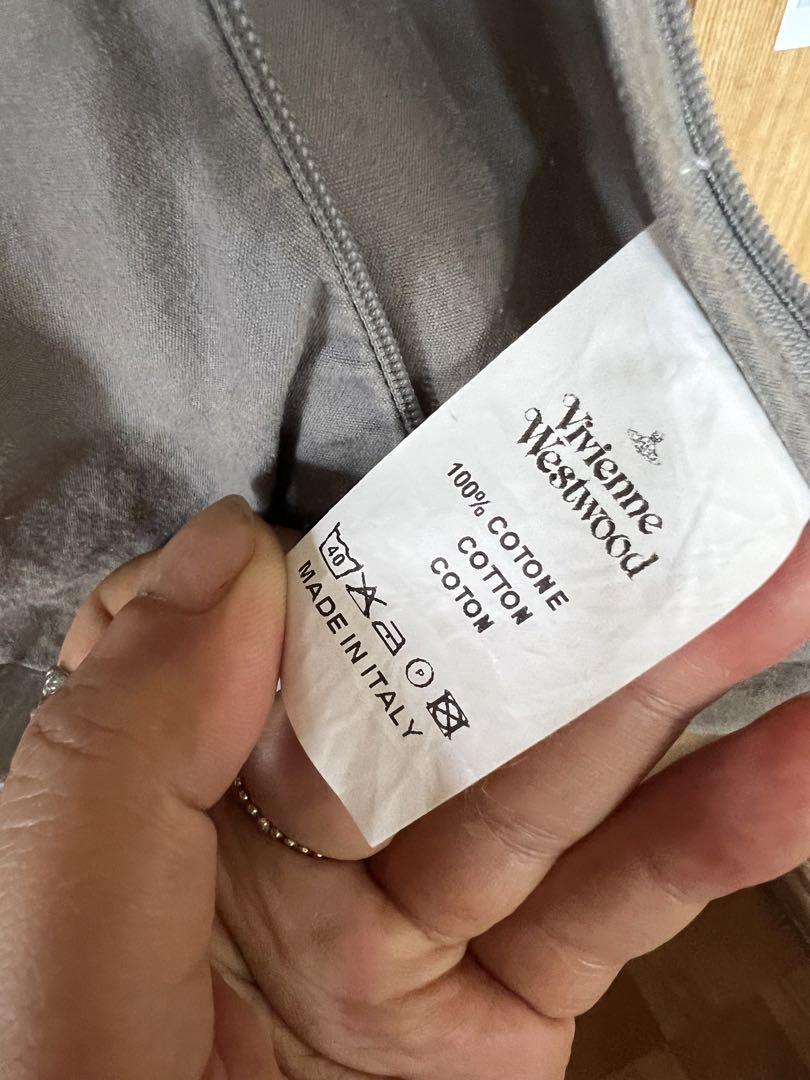 Vivienne
Westwood
100% COTONE
COTTON
COTON
40
P
MADE IN ITALY